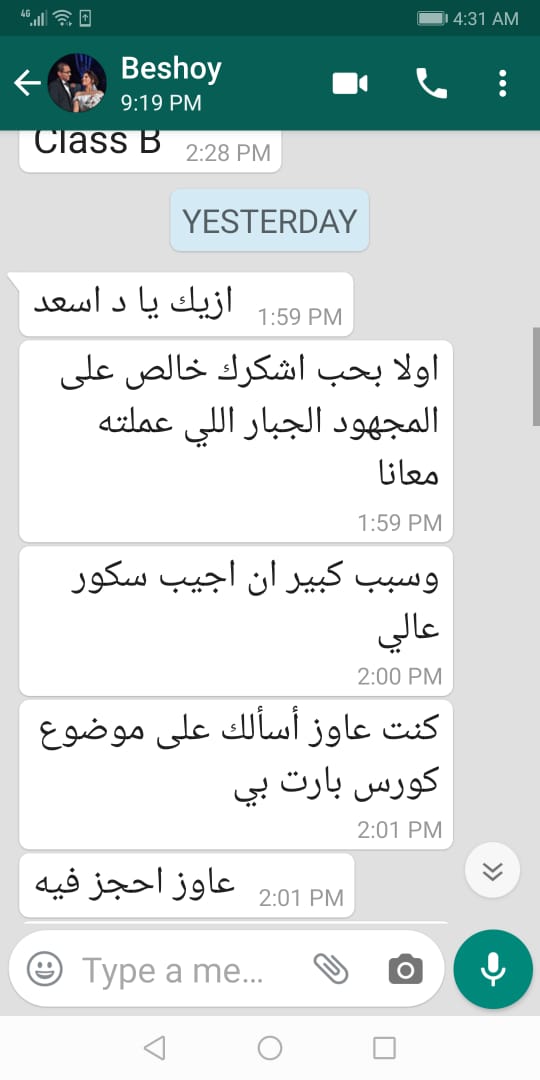 4G
4:31 AM
Beshoy
9:19 PM
Class B
2:28 PM
YESTERDAY
ازيك يا د اسعد
1:59 PM
اولا بحب اشكرك خالص على
المجهود الجبار اللي عملته
معانا
1:59 PM
وسبب كبير ان اجيب سكور
عالي
2:00 PM
كنت عاوز أسألك على موضوع
كورس بارت بي
2:01 PM
عاوز احجز فيه
2:01 PM
Type a me...